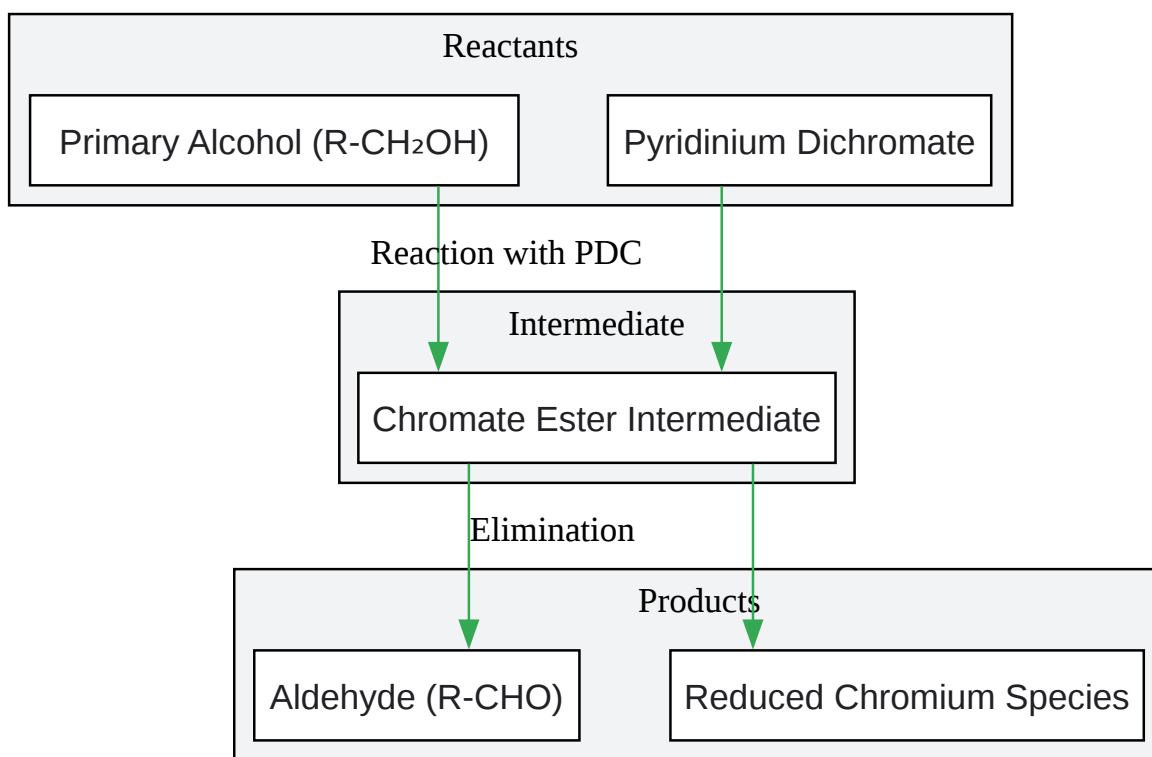 Reactants
Primary Alcohol (R-CH₂OH)
Pyridinium Dichromate
Reaction with PDC
Intermediate
Chromate Ester Intermediate
Elimination
Products
Aldehyde (R-CHO)
Reduced Chromium Species